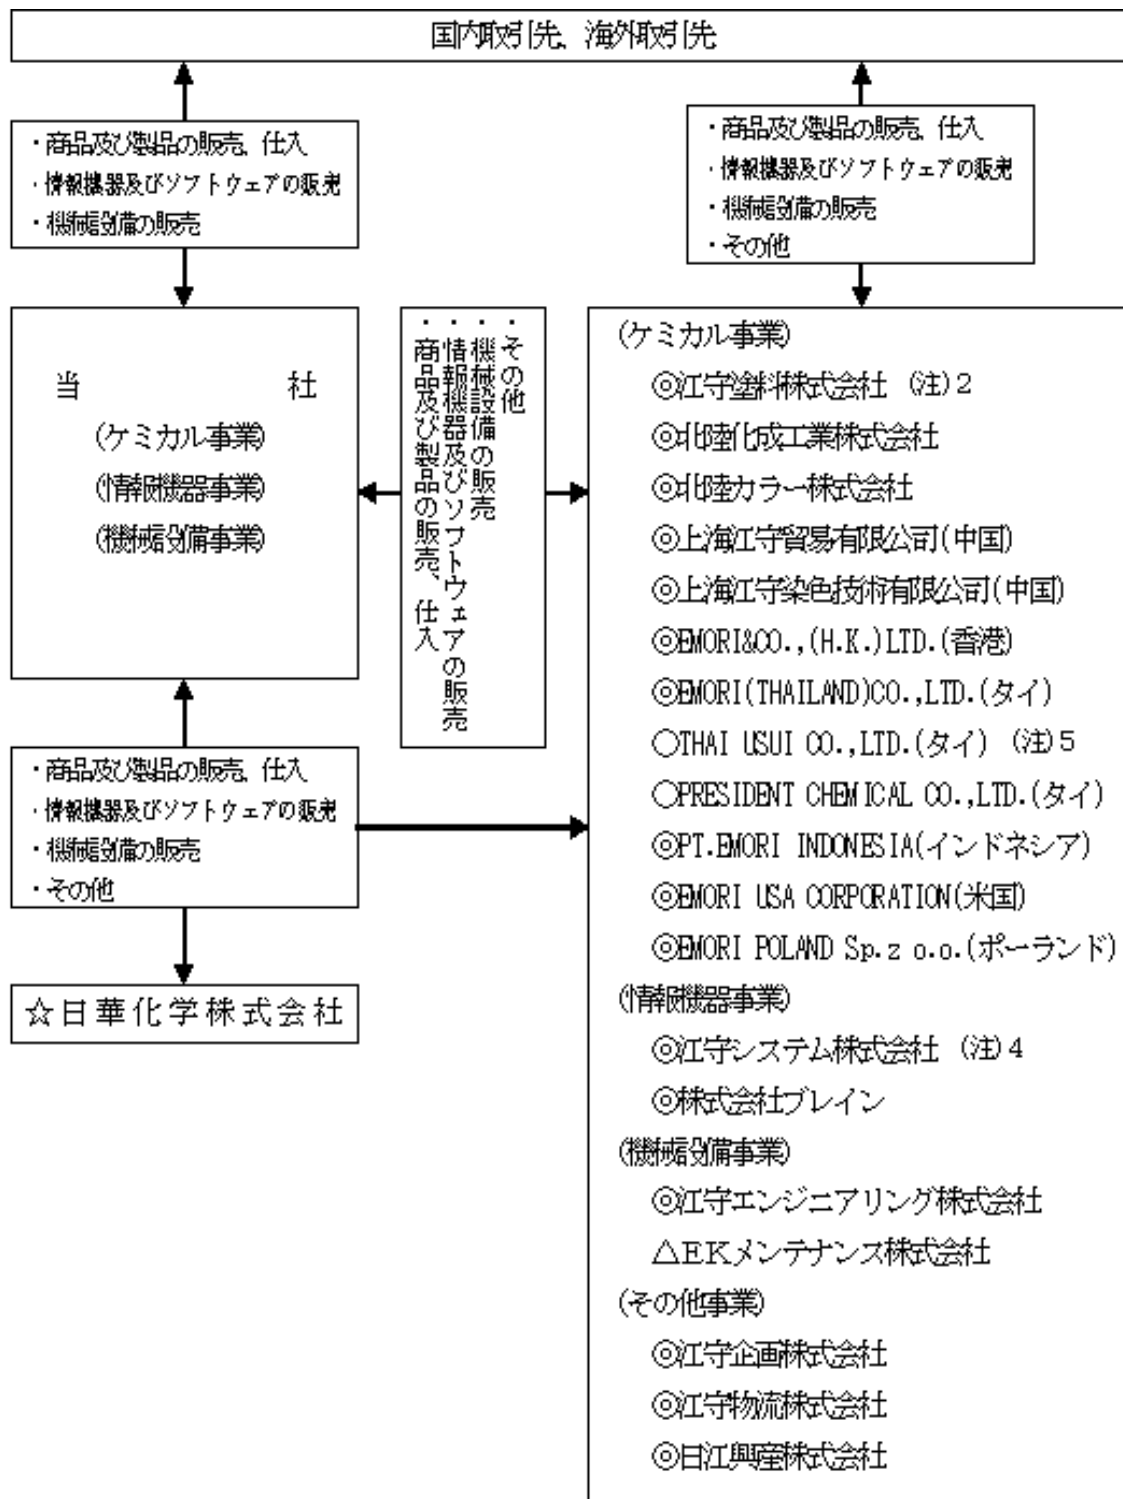 国内取引先、海外取引先
・商品及び製品の販売、仕入
・情報機器及びソフトウェアの販売
・機械設備の販売
・商品及び製品の販売、仕入
・情報機器及びソフトウェアの販売
・機械設備の販売
・その他
当 社
(ケミカル事業)
(情報機器事業)
(機械設備事業)
・商品及び製品の販売、仕入
・情報機器及びソフトウェアの販売
・機械設備の販売
・その他
・商品及び製品の販売、仕入
・情報機器及びソフトウェアの販売
・機械設備の販売
・その他
☆日華化学株式会社
(ケミカル事業)
◎江守塗料株式会社 (注)2
◎北陸化成工業株式会社
◎北陸カラー株式会社
◎上海江守貿易有限公司(中国)
◎上海江守染色技術有限公司(中国)
◎EMORI&CO.,(H.K.)LTD.(香港)
◎EMORI(THAILAND)CO.,LTD.(タイ)
○THAI USUI CO.,LTD.(タイ) (注)5
○PRESIDENT CHEMICAL CO.,LTD.(タイ)
◎PT.EMORI INDONESIA(インドネシア)
◎EMORI USA CORPORATION(米国)
◎EMORI POLAND Sp.z o.o.(ポーランド)
(情報機器事業)
◎江守システム株式会社 (注)4
◎株式会社ブレイン
(機械設備事業)
◎江守エンジニアリング株式会社
△EKメンテナンス株式会社
(その他事業)
◎江守企画株式会社
◎江守物流株式会社
◎日江興産株式会社